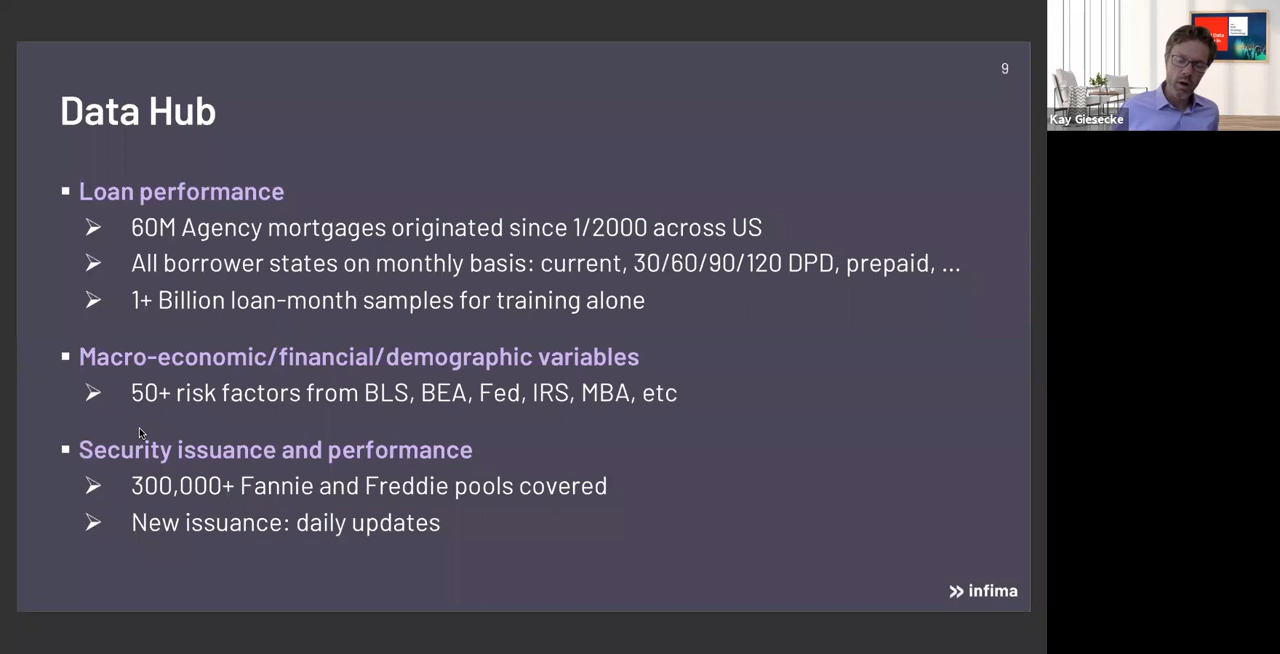 9
Data Hub
▪ Loan performance
➢ 60M Agency mortgages originated since 1/2000 across US
➢ All borrower states on monthly basis: current, 30/60/90/120 DPD, prepaid, ...
➢ 1+ Billion loan-month samples for training alone
▪ Macro-economic/financial/demographic variables
➢ 50+ risk factors from BLS, BEA, Fed, IRS, MBA, etc
▪ Security issuance and performance
➢ 300,000+ Fannie and Freddie pools covered
➢ New issuance: daily updates
infima
Kay Giesecke